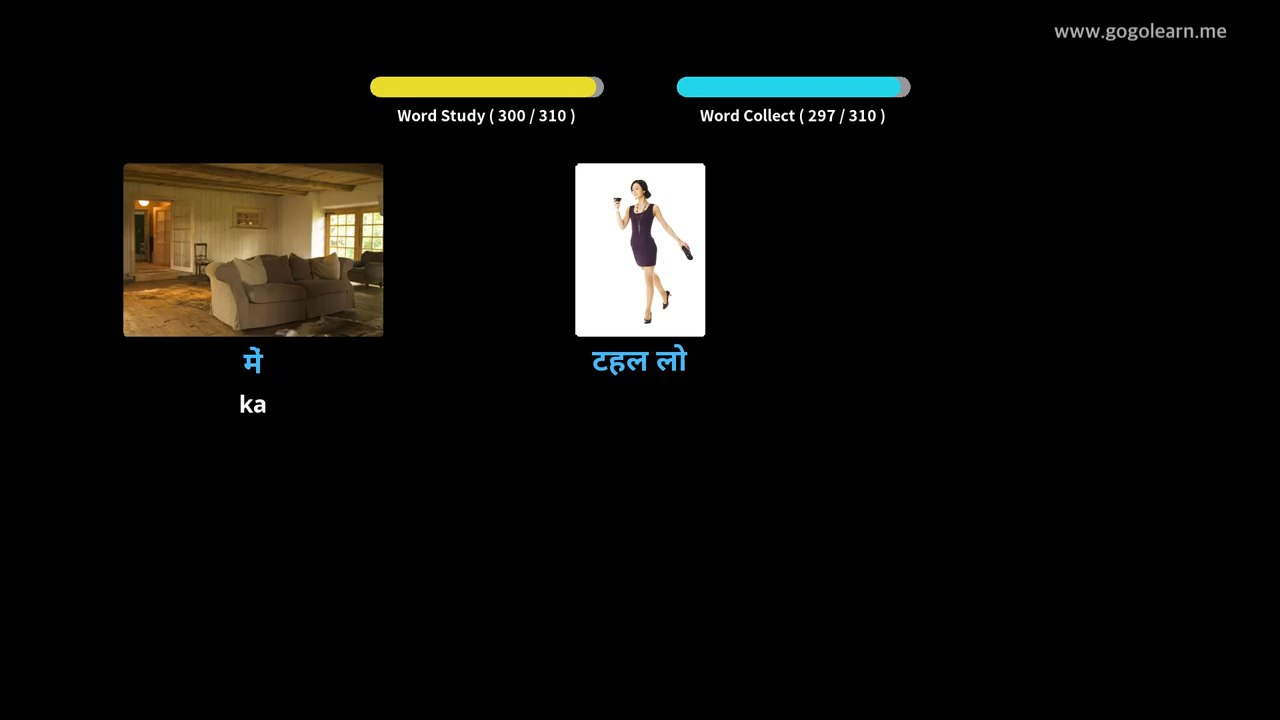 www.gogolearn.me
Word Study ( 300 / 310 )
Word Collect ( 297 / 310 )
में
ka
टहल लो